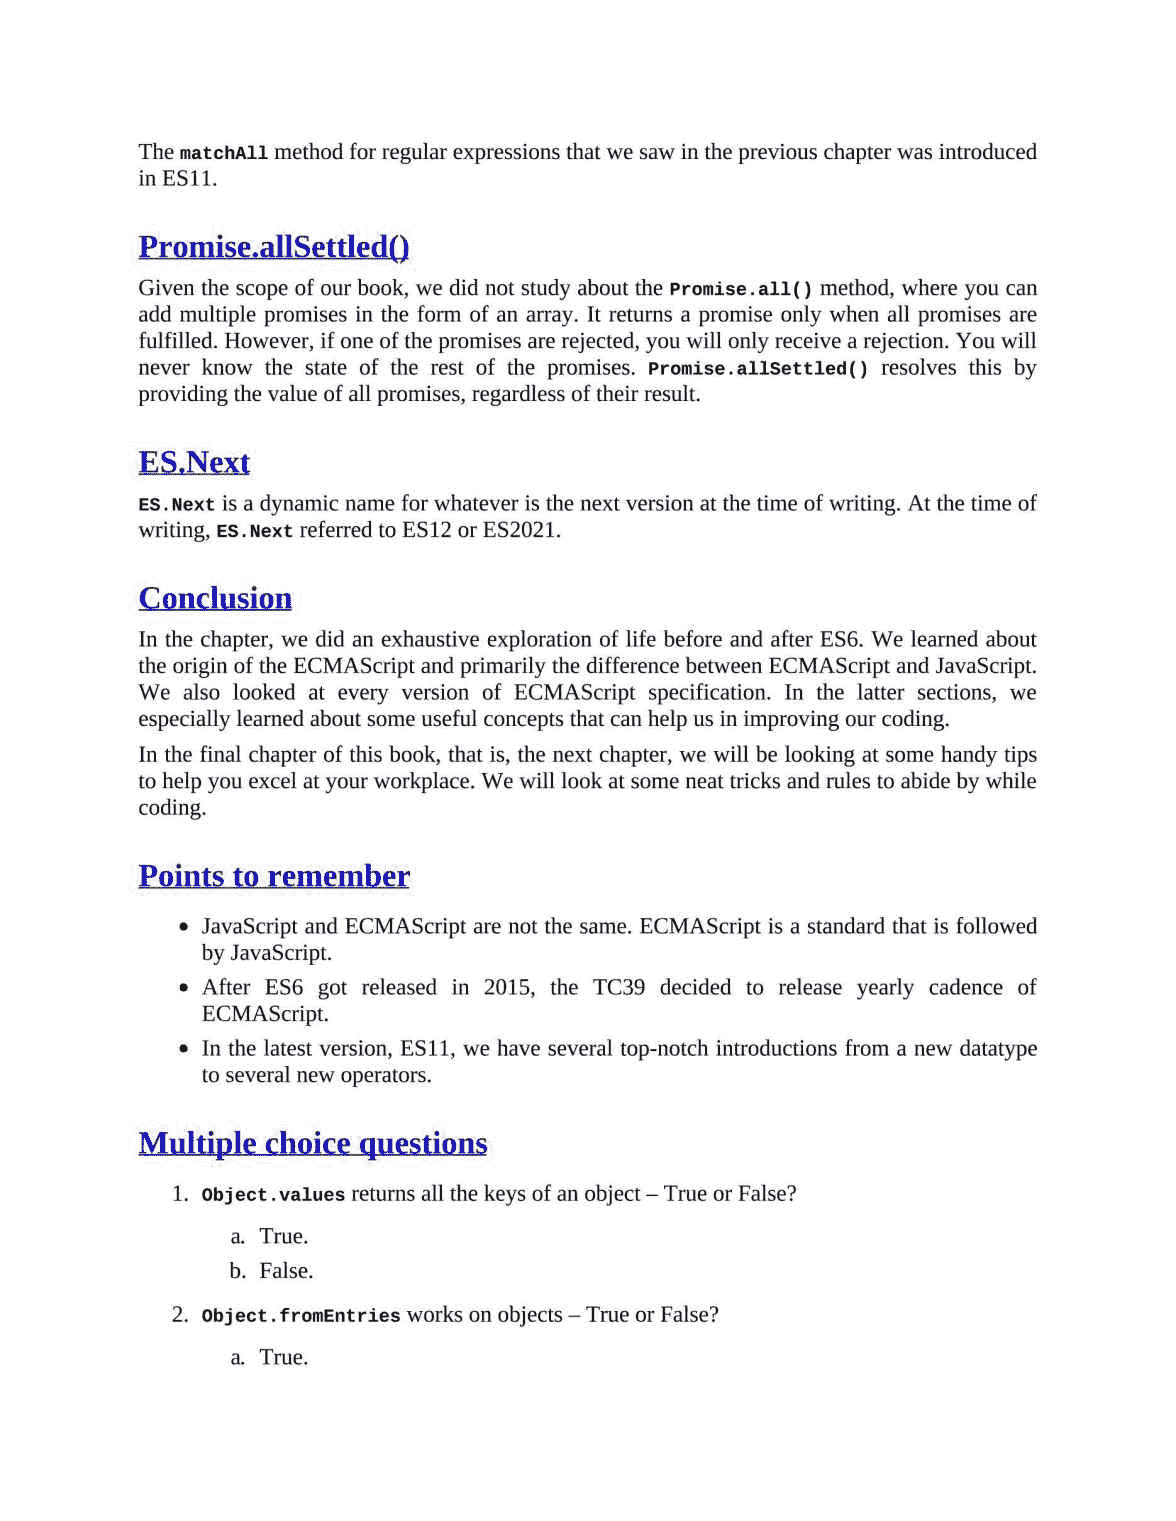 The matchAll method for regular expressions that we saw in the previous chapter was introduced
in ES11.
Promise.allSettled()
Given the scope of our book, we did not study about the Promise.all() method, where you can
add multiple promises in the form of an array. It returns a promise only when all promises are
fulfilled. However, if one of the promises are rejected, you will only receive a rejection. You will
never know the state of the rest of the promises. Promise.allSettled() resolves this by
providing the value of all promises, regardless of their result.
ES.Next
ES.Next is a dynamic name for whatever is the next version at the time of writing. At the time of
writing, ES.Next referred to ES12 or ES2021.
Conclusion
In the chapter, we did an exhaustive exploration of life before and after ES6. We learned about
the origin of the ECMAScript and primarily the difference between ECMAScript and JavaScript.
We also looked at every version of ECMAScript specification. In the latter sections, we
especially learned about some useful concepts that can help us in improving our coding.
In the final chapter of this book, that is, the next chapter, we will be looking at some handy tips
to help you excel at your workplace. We will look at some neat tricks and rules to abide by while
coding.
Points to remember
• JavaScript and ECMAScript are not the same. ECMAScript is a standard that is followed
by JavaScript.
• After ES6 got released in 2015, the TC39 decided to release yearly cadence of
ECMAScript.
• In the latest version, ES11, we have several top-notch introductions from a new datatype
to several new operators.
Multiple choice questions
1. Object.values returns all the keys of an object – True or False?
a. True.
b. False.
2. Object.fromEntries works on objects – True or False?
a. True.